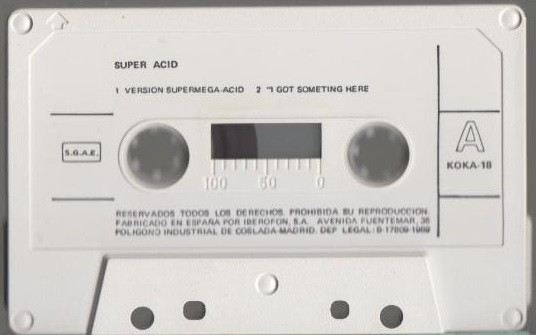 SUPER ACID
1 VERSION SUPERMEGA-ACID 2 "I GOT SOMETING HERE
S.G.A.E.
A
KOKA-18
100 50 0
RESERVADOS TODOS LOS DERECHOS. PROHIBIDA SU REPRODUCCION.
FABRICADO EN ESPAÑA POR IBEROFON, S.A. AVENIDA FUENTEMAR, 35
POLIGONO INDUSTRIAL DE COSLADA-MADRID. DEP LEGAL: B-17809-1989